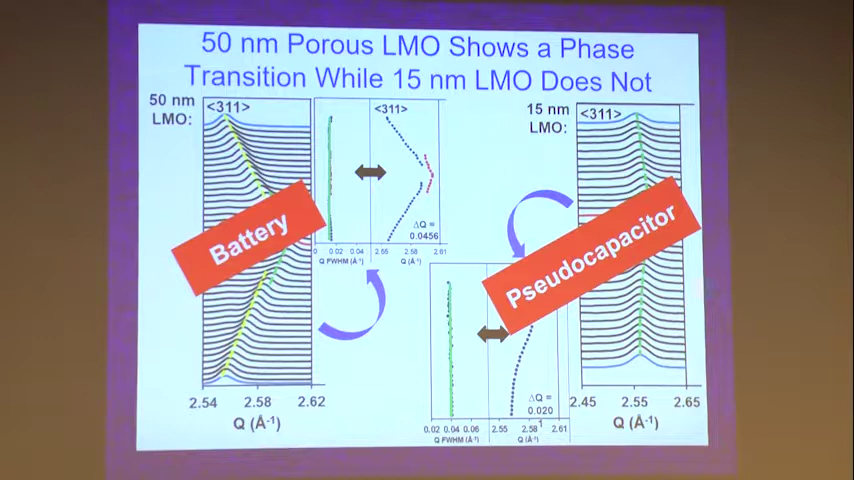 50 nm Porous LMO Shows a Phase
Transition While 15 nm LMO Does Not
50 nm
LMO:
<311>
<311>
15 nm
LMO:
<311>
Battery
Pseudocapacitor
ΔQ =
0.0456
0 0.02 0.04 2.55 2.58 2.61
Q FWHM (Å-1) Q (Å-1)
ΔQ =
0.020
2.54 2.58 2.62
Q (Å-1)
0.02 0.04 0.06 2.55 2.58 2.61
Q FWHM (Å-1) Q (Å-1)
2.45 2.55 2.65
Q (Å-1)